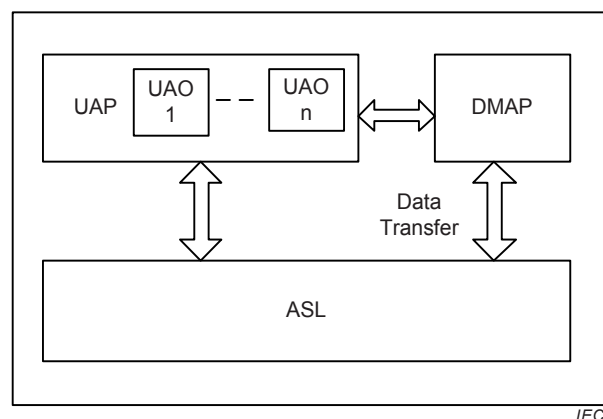 UAP
UAO
1
UAO
n
DMAP
Data
Transfer
ASL
IEC